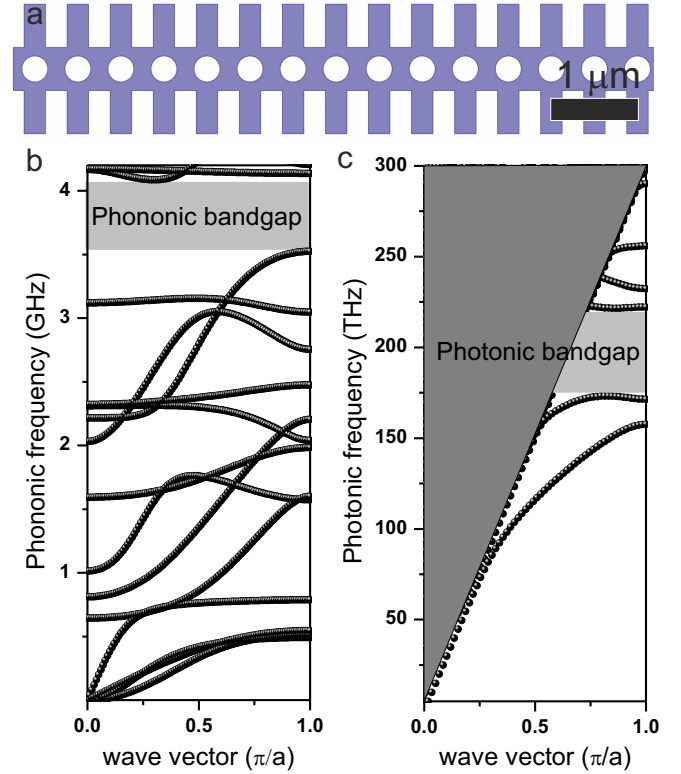 a
1 μm
b
c
4
3
2
1
Phononic frequency (GHz)
Phononic bandgap
0.0
0.5
1.0
wave vector (π/a)
300
250
200
150
100
50
Photonic frequency (THz)
Photonic bandgap
0.0
0.5
1.0
wave vector (π/a)